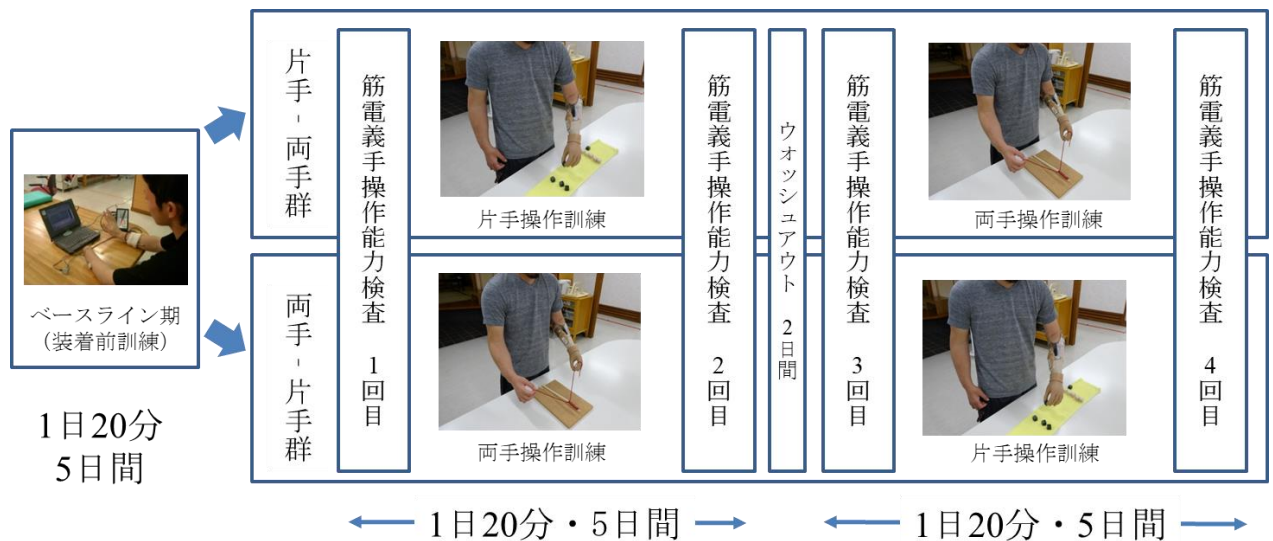 ベースライン期
（装着前訓練）
1日20分
5日間
片手‐両手群
両手‐片手群
筋電義手操作能力検査　1回目
片手操作訓練
両手操作訓練
筋電義手操作能力検査　2回目
ウォッシュアウト　2日間
筋電義手操作能力検査　3回目
両手操作訓練
片手操作訓練
筋電義手操作能力検査　4回目
1日20分・5日間
1日20分・5日間